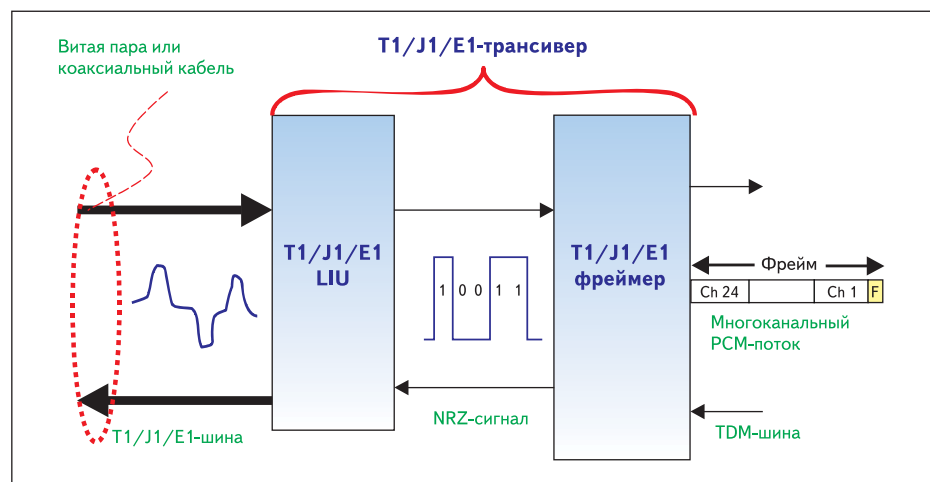 Витая пара или
коаксиальный кабель
T1/J1/E1-трансивер
T1/J1/E1
LIU
1 0 0 1 1
T1/J1/E1
фреймер
Фрейм
Ch 24
Ch 1
F
Многоканальный
PCM-поток
NRZ-сигнал
T1/J1/E1-шина
TDM-шина